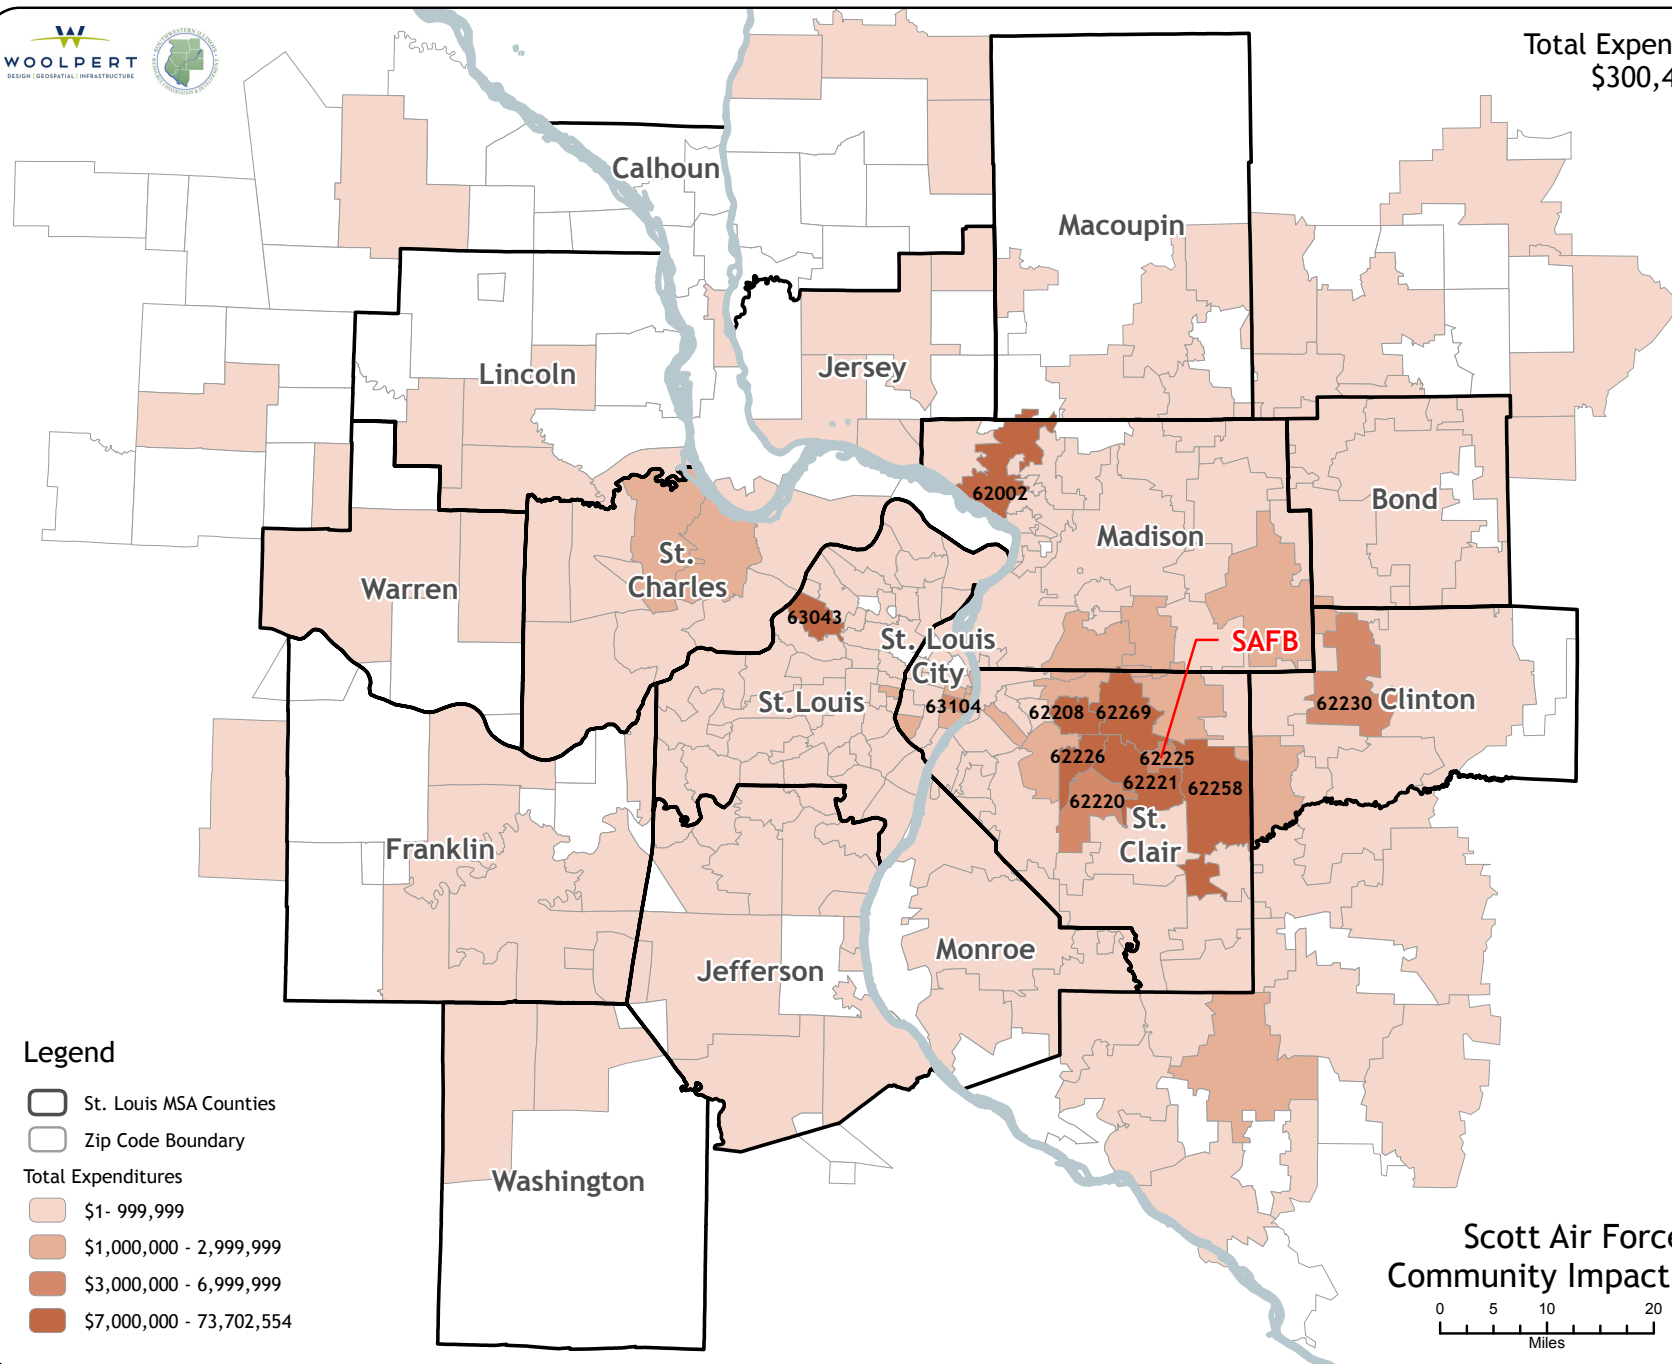 WOOLPERT
DESIGN | GEOSPATIAL | INFRASTRUCTURE
Total Expen
$300,4
Calhoun
Macoupin
Lincoln
Jersey
62002
Bond
Madison
St.
Charles
Warren
63043
St. Louis
City
SAFB
St.Louis
63104
62208
62269
62230
Clinton
62226
62225
62221
62258
62220
St.
Clair
Franklin
Monroe
Jefferson
Washington
Legend
St. Louis MSA Counties
Zip Code Boundary
Total Expenditures
$1- 999,999
$1,000,000 - 2,999,999
$3,000,000 - 6,999,999
$7,000,000 - 73,702,554
Scott Air Force
Community Impact
0 5 10 20
Miles